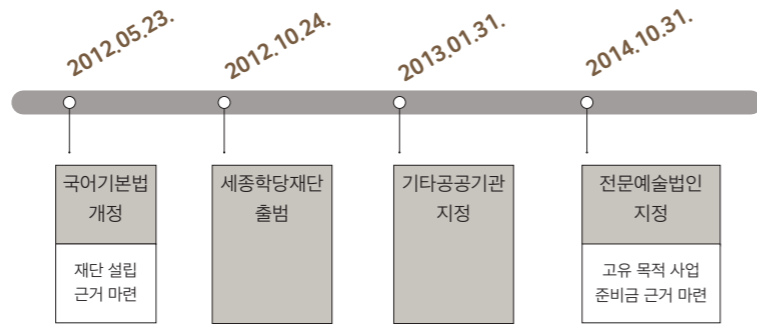 2012.05.23.
2012.10.24.
2013.01.31.
2014.10.31.
국어기본법
개정
재단 설립
근거 마련
세종학당재단
출범
기타공공기관
지정
전문예술법인
지정
고유 목적 사업
준비금 근거 마련